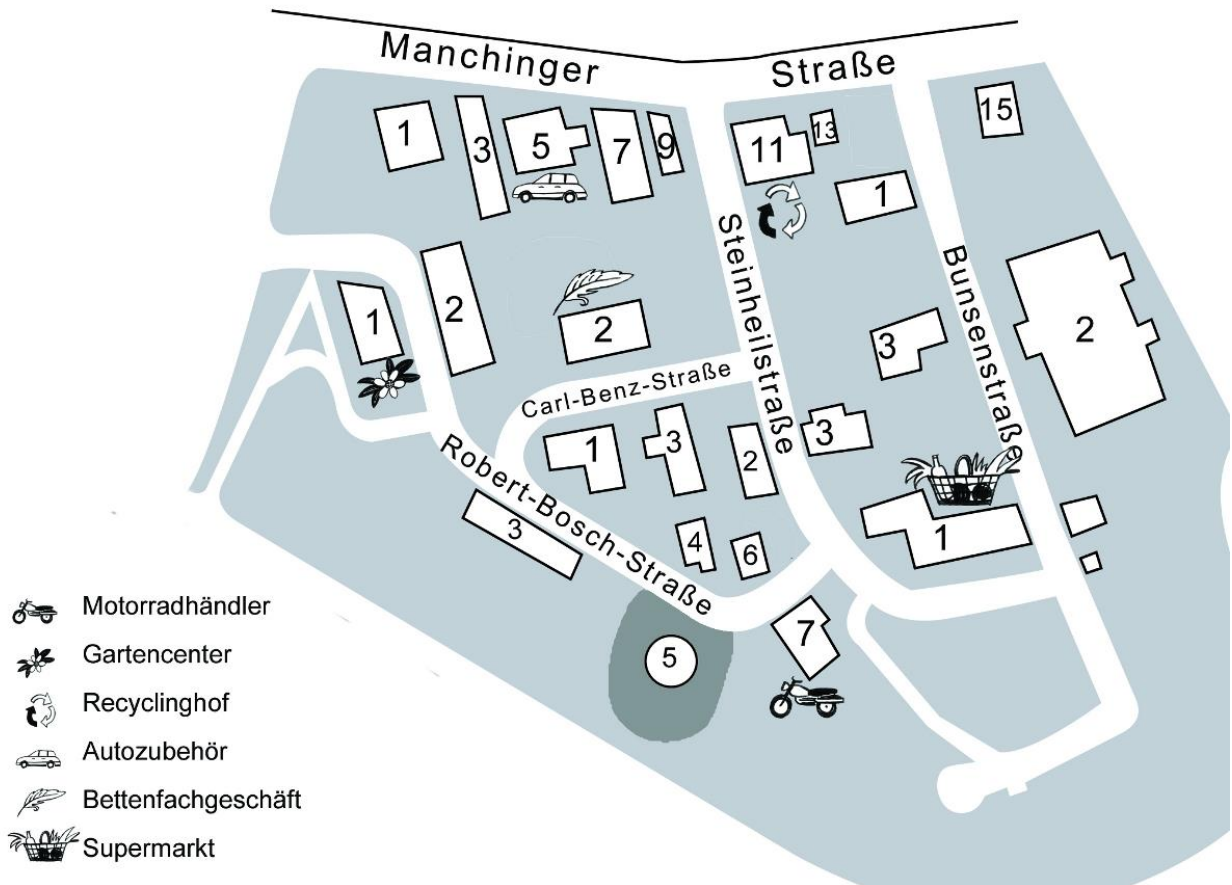 Manchinger Straße
1
3
5
7
9
11
13
15
1
Steinheilstraße
Bunsenstraße
2
1
2
2
3
Carl-Benz-Straße
1
3
2
3
Robert-Bosch-Straße
3
4
6
1
7
5
Motorradhändler
Gartencenter
Recyclinghof
Autozubehör
Bettenfachgeschäft
Supermarkt